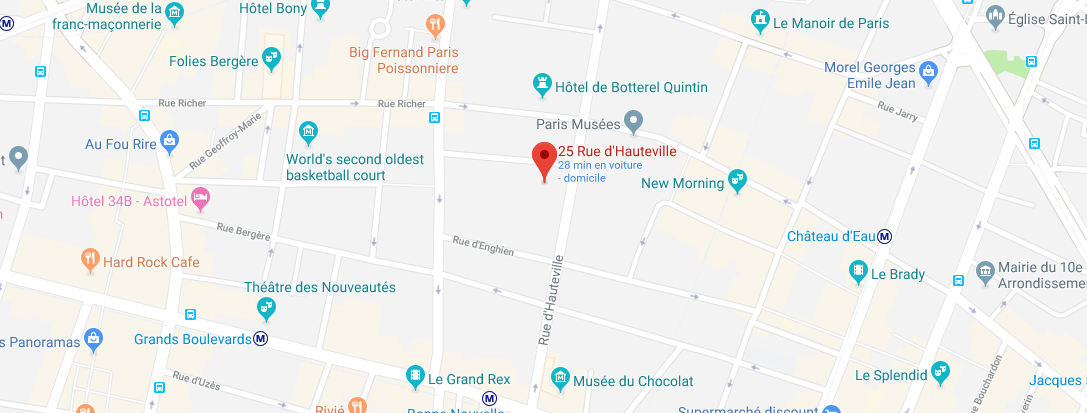 Musée de la
franc-maçonnerie
Hôtel Bony
Le Manoir de Paris
Église Saint-L
Big Fernand Paris
Poissonniere
Folies Bergère
Morel Georges
Emile Jean
Hôtel de Botterel Quintin
Rue Richer
Rue Richer
Rue Jarry
Paris Musées
Rue Geoffroy-Marie
Au Fou Rire
World's second oldest
basketball court
25 Rue d'Hauteville
28 min en voiture
- domicile
New Morning
Hôtel 34B - Astotel
Rue Bergère
Rue d'Enghien
Château d'Eau
M
Hard Rock Cafe
Rue d'Hauteville
Le Brady
Mairie du 10e
Arrondisseme
Théâtre des Nouveautés
s Panoramas
Grands Boulevards
M
Rue d'Uzès
Le Grand Rex
Musée du Chocolat
Le Splendid
e Bouchardon
Jacques
M
Rivié
Bonne Nouvelle
Supermarché discount